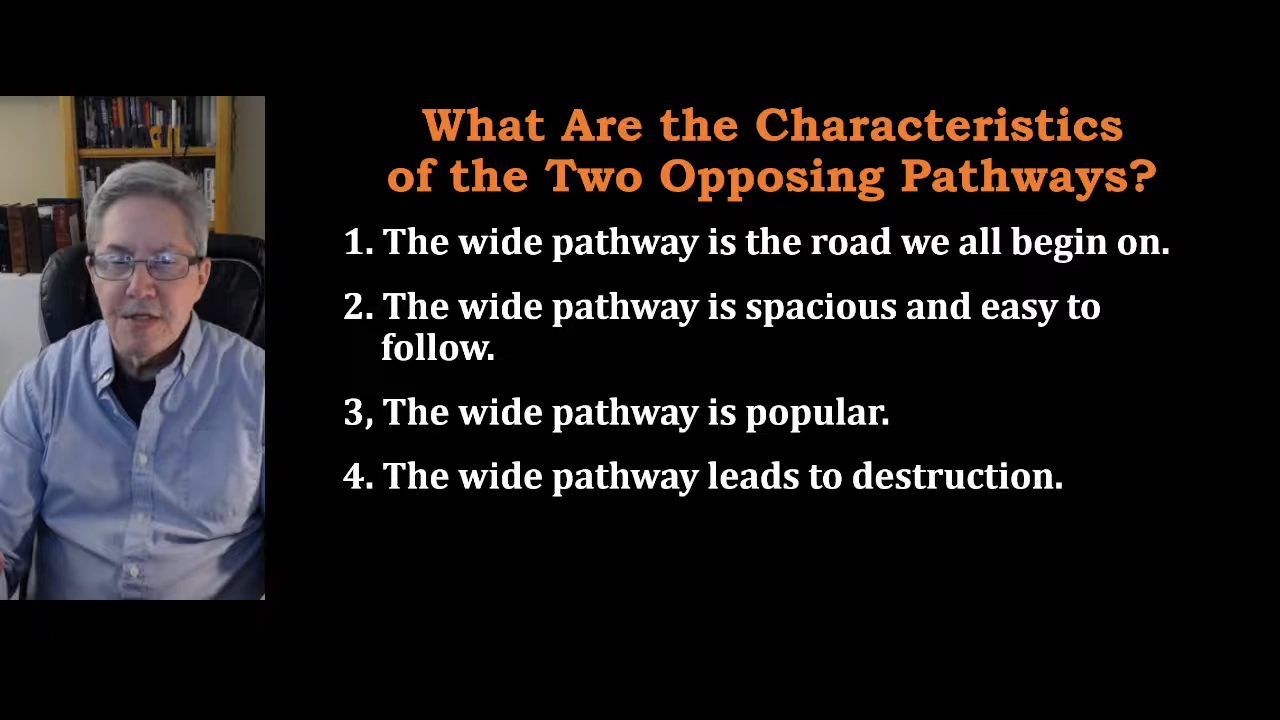 What Are the Characteristics
of the Two Opposing Pathways?
1. The wide pathway is the road we all begin on.
2. The wide pathway is spacious and easy to
follow.
3, The wide pathway is popular.
4. The wide pathway leads to destruction.